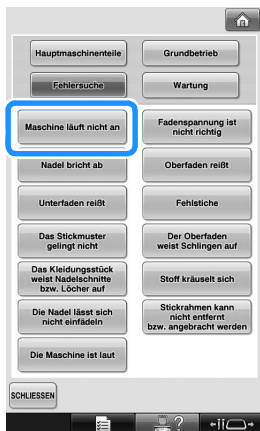 Hauptmaschinenteile
Grundbetrieb
Fehlersuche
Wartung
Maschine läuft nicht an
Fadenspannung ist
nicht richtig
Nadel bricht ab
Oberfaden reißt
Unterfaden reißt
Fehlstiche
Das Stickmuster
gelingt nicht
Der Oberfaden
weist Schlingen auf
Das Kleidungsstück
weist Nadelschnitte
bzw. Löcher auf
Stoff kräuselt sich
Die Nadel lässt sich
nicht einfädeln
Stickrahmen kann
nicht entfernt
bzw. angebracht werden
Die Maschine ist laut
SCHLIESSEN
?